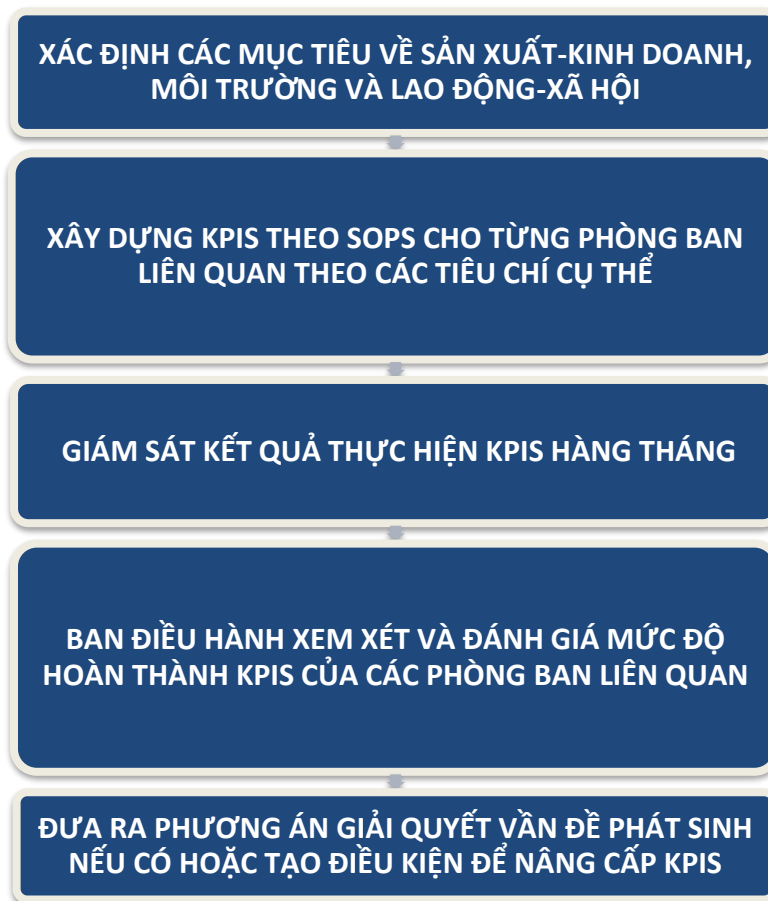 XÁC ĐỊNH CÁC MỤC TIÊU VỀ SẢN XUẤT-KINH DOANH,
MÔI TRƯỜNG VÀ LAO ĐỘNG-XÃ HỘI
XÂY DỰNG KPIS THEO SOPS CHO TỪNG PHÒNG BAN
LIÊN QUAN THEO CÁC TIÊU CHÍ CỤ THỂ
GIÁM SÁT KẾT QUẢ THỰC HIỆN KPIS HÀNG THÁNG
BAN ĐIỀU HÀNH XEM XÉT VÀ ĐÁNH GIÁ MỨC ĐỘ
HOÀN THÀNH KPIS CỦA CÁC PHÒNG BAN LIÊN QUAN
ĐƯA RA PHƯƠNG ÁN GIẢI QUYẾT VẦN ĐỀ PHÁT SINH
NẾU CÓ HOẶC TẠO ĐIỀU KIỆN ĐỂ NÂNG CẤP KPIS